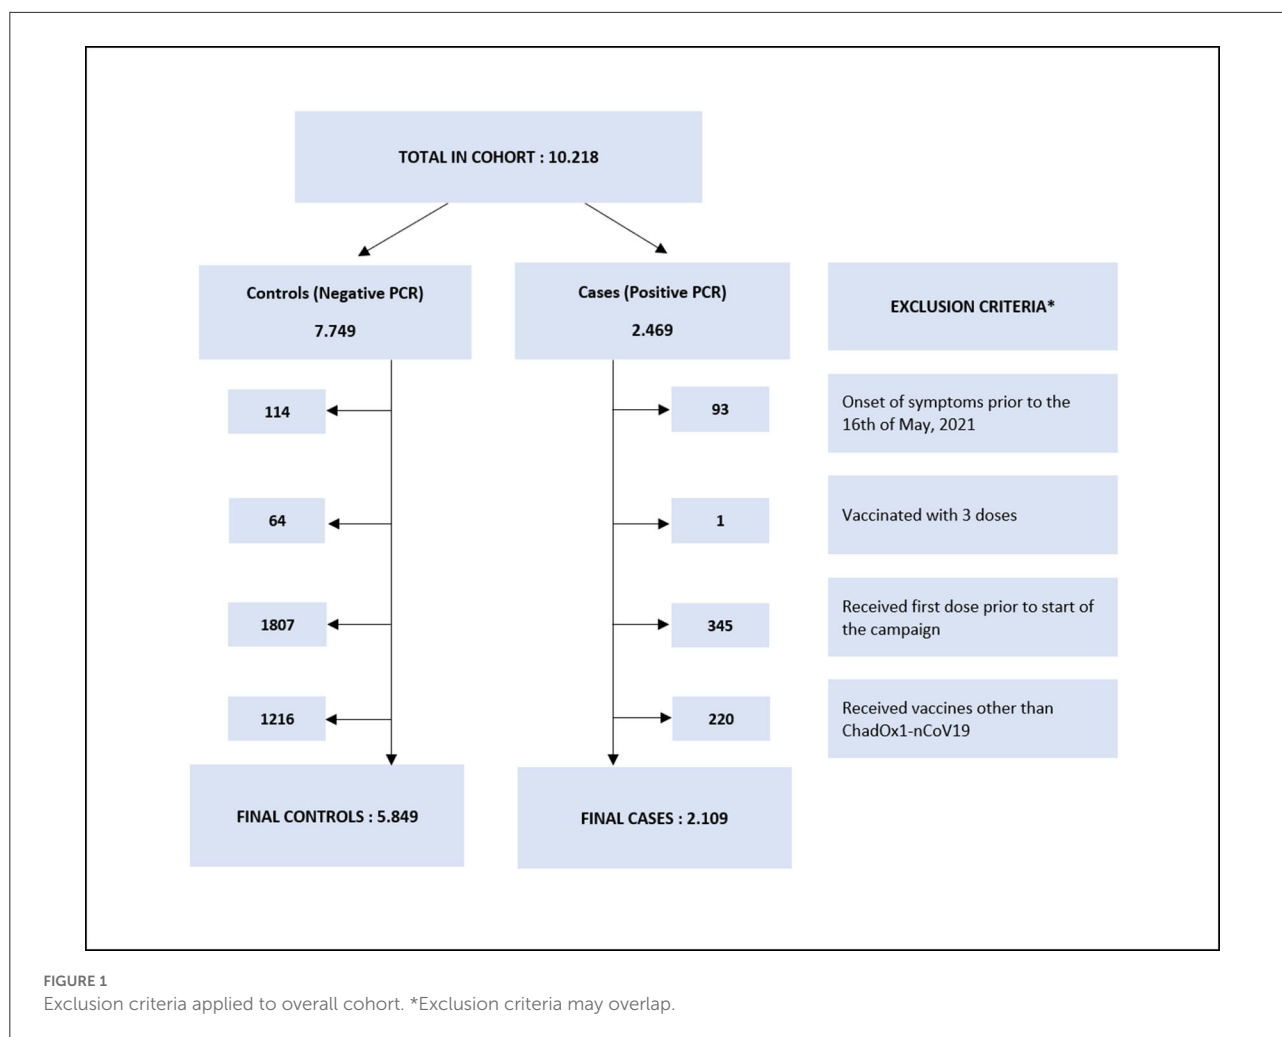 TOTAL IN COHORT : 10.218
Controls (Negative PCR)
7.749
Cases (Positive PCR)
2.469
EXCLUSION CRITERIA*
114
93
Onset of symptoms prior to the
16th of May, 2021
64
1
Vaccinated with 3 doses
1807
345
Received first dose prior to start of
the campaign
1216
220
Received vaccines other than
ChadOx1-nCoV19
FINAL CONTROLS : 5.849
FINAL CASES : 2.109
FIGURE 1
Exclusion criteria applied to overall cohort. *Exclusion criteria may overlap.